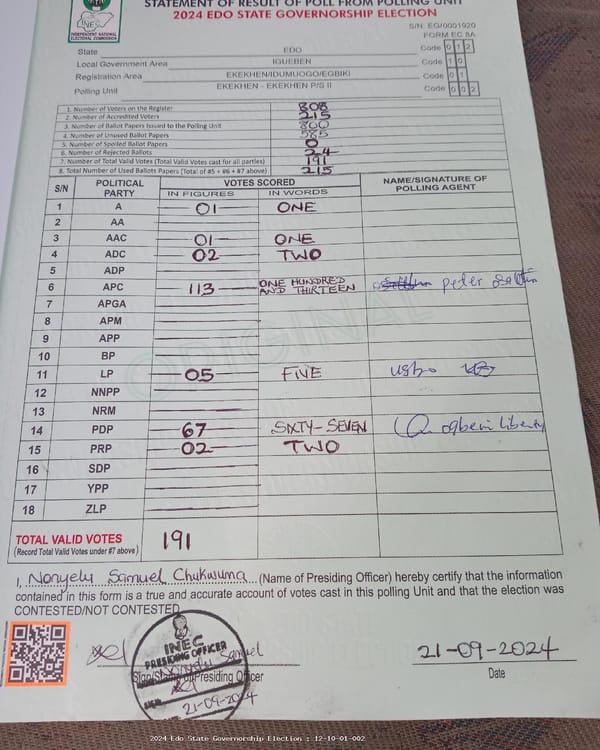 STATEMENT OF RESULT OF POLL FROM POLLING UNIT
2024 EDO STATE GOVERNORSHIP ELECTION
S/N: EG/0001920
FORM EC 8A
INEC
INDEPENDENT NATIONAL ELECTORAL COMMISSION
State EDO Code 0 1 2
Local Government Area IGUEBEN Code 1 0
Registration Area EKEKHEN/IDUMUOGO/EGBIKI Code 0 1
Polling Unit EKEKHEN - EKEKHEN P/S II Code 0 0 2
1. Number of Voters on the Register 808
2. Number of Accredited Voters 215
3. Number of Ballot Papers Issued to the Polling Unit 800
4. Number of Unused Ballot Papers 585
5. Number of Spoiled Ballot Papers 0
6. Number of Rejected Ballots 24
7. Number of Total Valid Votes (Total Valid Votes cast for all parties) 191
8. Total Number of Used Ballots Papers (Total of #5 + #6 + #7 above) 215
S/N POLITICAL PARTY VOTES SCORED NAME/SIGNATURE OF POLLING AGENT
IN FIGURES IN WORDS
1 A 01 ONE
2 AA
3 AAC 01 ONE
4 ADC 02 TWO
5 ADP
6 APC 113 ONE HUNDRED AND THIRTEEN peter
7 APGA
8 APM
9 APP
10 BP
11 LP 05 FIVE
12 NNPP
13 NRM
14 PDP 67 SIXTY-SEVEN ogbein liberty
15 PRP 02 TWO
16 SDP
17 YPP
18 ZLP
ORIGINAL
TOTAL VALID VOTES 191
(Record Total Valid Votes under #7 above)
I, Nonyelu Samuel Chukwuma (Name of Presiding Officer) hereby certify that the information
contained in this form is a true and accurate account of votes cast in this polling Unit and that the election was
CONTESTED/NOT CONTESTED
INEC
PRESIDING OFFICER
Nonyelu Samuel
21-09-2024
Sign/Stamp of Presiding Officer
21-09-2024
Date
2024 Edo State Governorship Election : 12-10-01-002